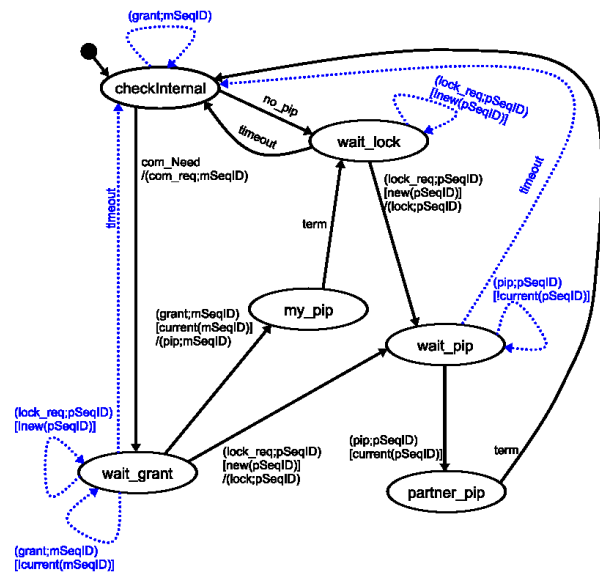 (grant;mSeqID)
checkInternal
no_pip
timeout
wait_lock
(lock_req;pSeqID)
[!new(pSeqID)]
timeout
com_Need
/(com_req;mSeqID)
timeout
(lock_req;pSeqID)
[new(pSeqID)]
/(lock;pSeqID)
term
(pip;pSeqID)
[!current(pSeqID)]
(grant;mSeqID)
[current(mSeqID)]
/(pip;mSeqID)
my_pip
wait_pip
(lock_req;pSeqID)
[!new(pSeqID)]
wait_grant
(lock_req;pSeqID)
[new(pSeqID)]
/(lock;pSeqID)
(pip;pSeqID)
[current(pSeqID)]
term
partner_pip
(grant;mSeqID)
[!current(mSeqID)]